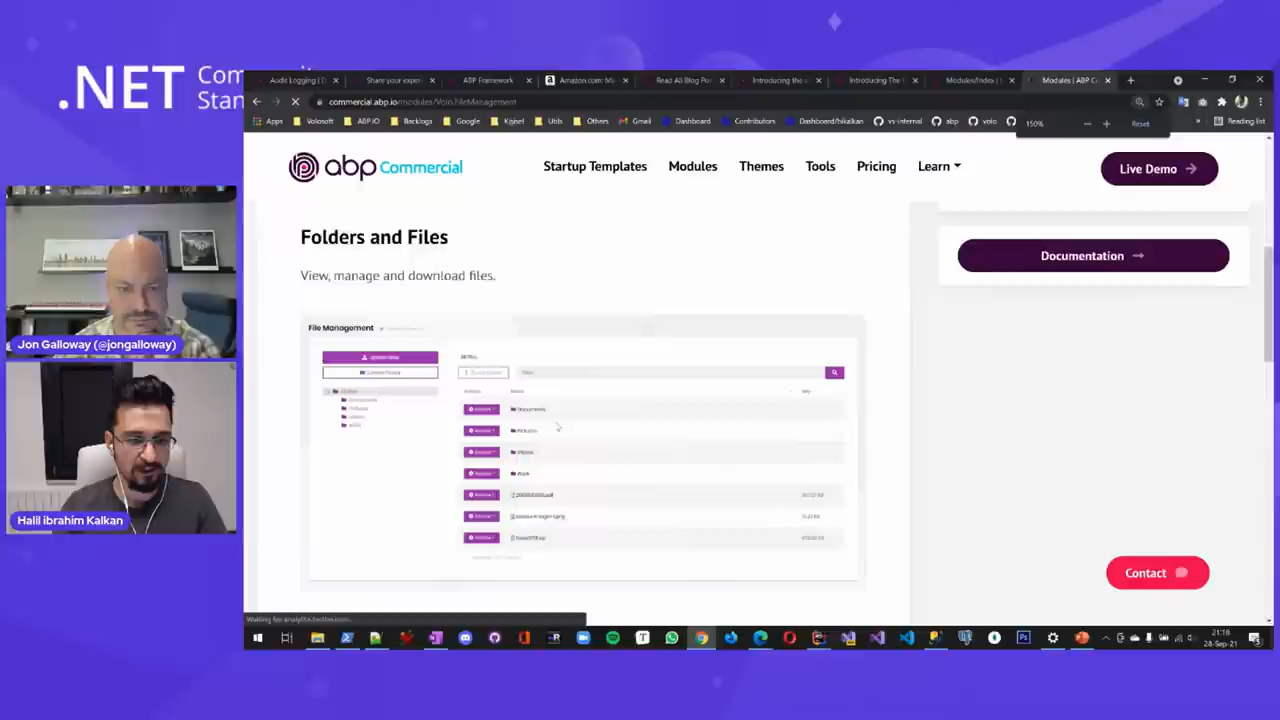 .NET
Stan
Audit Logging | D
Share your exper
ABP Framework
Amazon.com: M
Read All Blog Po
Introducing the
Introducing The
Modules/Index |
Modules | ABP Co
commercial.abp.io/modules/Volo.FileManagement
Apps
Volosoft
ABP.IO
Backlogs
Google
Kişisel
Utils
Others
Gmail
Dashboard
Contributors
Dashboard/hikalkan
vs-internal
abp
volo
Reading list
150%
Reset
abp Commercial
Startup Templates
Modules
Themes
Tools
Pricing
Learn
Live Demo
Folders and Files
View, manage and download files.
Documentation
File Management
Contact
21:18
28-Sep-21
Jon Galloway (@jongalloway)
Halil ibrahim Kalkan